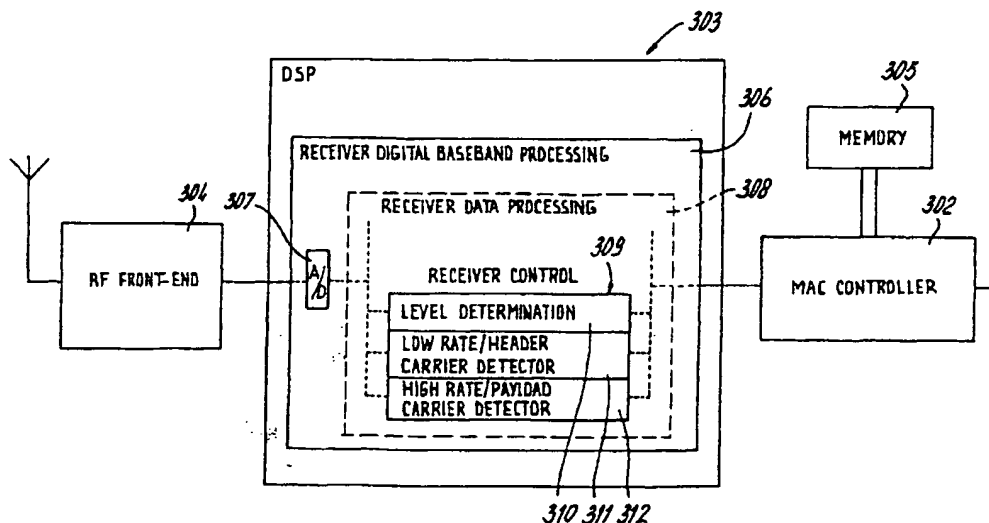 303
DSP
306
305
RECEIVER DIGITAL BASEBAND PROCESSING
MEMORY
304
307
RECEIVER DATA PROCESSING
308
302
RF FRONT-END
A/D
RECEIVER CONTROL
309
MAC CONTROLLER
LEVEL DETERMINATION
LOW RATE/HEADER
CARRIER DETECTOR
HIGH RATE/PAYLOAD
CARRIER DETECTOR
310 311 312